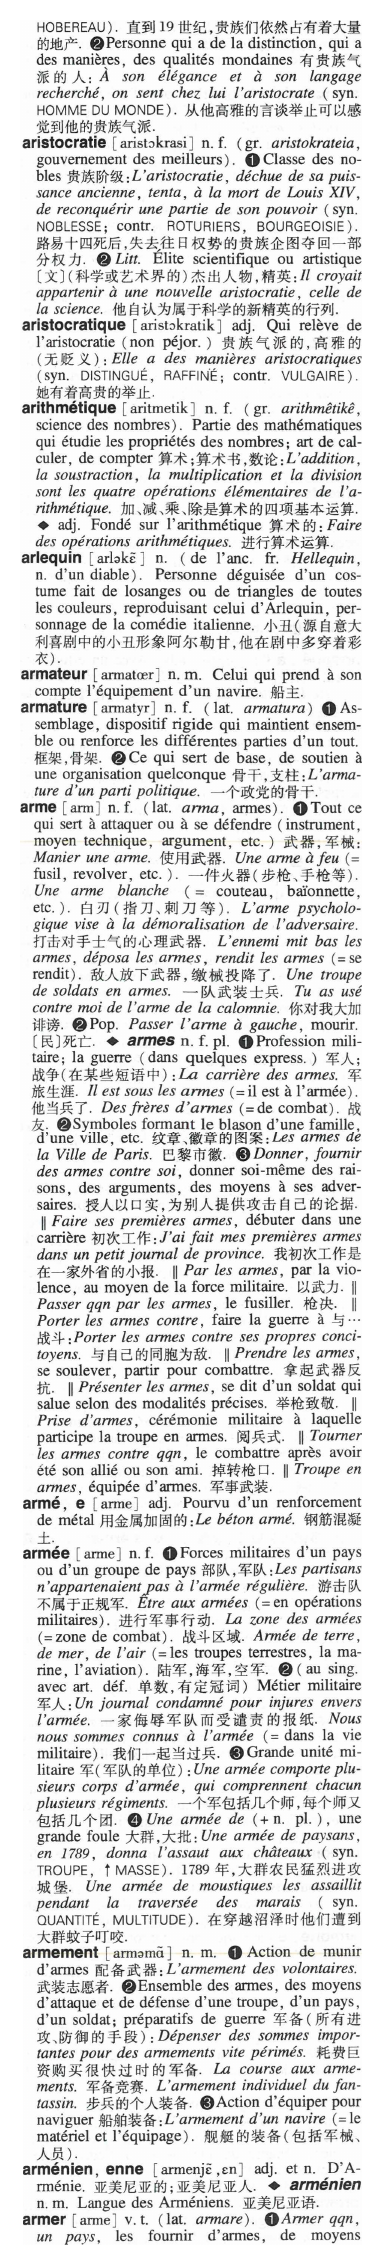 HOBEREAU). 直到19世纪,贵族们依然占有着大量
的地产. ❷Personne qui a de la distinction, qui a
des manières, des qualités mondaines 有贵族气
派的人: À son élégance et à son langage
recherché, on sent chez lui l'aristocrate (syn.
HOMME DU MONDE). 从他高雅的言谈举止可以感
觉到他的贵族气派.
aristocratie [aristɔkrasi] n. f. (gr. aristokrateia,
gouvernement des meilleurs). ❶Classe des no-
bles 贵族阶级:L'aristocratie, déchue de sa puis-
sance ancienne, tenta, à la mort de Louis XIV,
de reconquérir une partie de son pouvoir (syn.
NOBLESSE; contr. ROTURIERS, BOURGEOISIE).
路易十四死后,失去往日权势的贵族企图夺回一部
分权力. ❷ Litt. Élite scientifique ou artistique
[文](科学或艺术界的)杰出人物,精英:Il croyait
appartenir à une nouvelle aristocratie, celle de
la science. 他自认为属于科学的新精英的行列.
aristocratique [aristɔkratik] adj. Qui relève de
l'aristocratie (non péjor.) 贵族气派的,高雅的
(无贬义):Elle a des manières aristocratiques
(syn. DISTINGUÉ, RAFFINÉ; contr. VULGAIRE).
她有着高贵的举止.
arithmétique [aritmetik] n. f. (gr. arithmêtikê,
science des nombres). Partie des mathématiques
qui étudie les propriétés des nombres; art de cal-
culer, de compter 算术;算术书,数论:L'addition,
la soustraction, la multiplication et la division
sont les quatre opérations élémentaires de l'a-
rithmétique. 加、减、乘、除是算术的四项基本运算.
◆ adj. Fondé sur l'arithmétique 算术的:Faire
des opérations arithmétiques. 进行算术运算.
arlequin [arləkɛ̃] n. (de l'anc. fr. Hellequin,
n. d'un diable). Personne déguisée d'un cos-
tume fait de losanges ou de triangles de toutes
les couleurs, reproduisant celui d'Arlequin, per-
sonnage de la comédie italienne. 小丑(源自意大
利喜剧中的小丑形象阿尔勒甘,他在剧中多穿着彩
衣).
armateur [armatœr] n. m. Celui qui prend à son
compte l'équipement d'un navire. 船主.
armature [armatyr] n. f. (lat. armatura) ❶ As-
semblage, dispositif rigide qui maintient ensem-
ble ou renforce les différentes parties d'un tout.
框架,骨架. ❷Ce qui sert de base, de soutien à
une organisation quelconque 骨干,支柱:L'arma-
ture d'un parti politique. 一个政党的骨干.
arme [arm] n. f. (lat. arma, armes). ❶Tout ce
qui sert à attaquer ou à se défendre (instrument,
moyen technique, argument, etc.) 武器,军械:
Manier une arme. 使用武器. Une arme à feu (=
fusil, revolver, etc.). 一件火器(步枪、手枪等).
Une arme blanche (= couteau, baïonnette,
etc.). 白刃(指刀、刺刀等). L'arme psycholo-
gique vise à la démoralisation de l'adversaire.
打击对手士气的心理武器. L'ennemi mit bas les
armes, déposa les armes, rendit les armes (=se
rendit). 敌人放下武器,缴械投降了. Une troupe
de soldats en armes. 一队武装士兵. Tu as usé
contre moi de l'arme de la calomnie. 你对我大加
诽谤. ❷Pop. Passer l'arme à gauche, mourir.
[民]死亡. ◆ armes n. f. pl. ❶Profession mili-
taire; la guerre (dans quelques express.) 军人;
战争(在某些短语中):La carrière des armes. 军
旅生涯. Il est sous les armes (=il est à l'armée).
他当兵了. Des frères d'armes (=de combat). 战
友. ❷Symboles formant le blason d'une famille,
d'une ville, etc. 纹章、徽章的图案:Les armes de
la Ville de Paris. 巴黎市徽. ❸Donner, fournir
des armes contre soi, donner soi-même des rai-
sons, des arguments, des moyens à ses adver-
saires. 授人以口实,为别人提供攻击自己的论据.
‖ Faire ses premières armes, débuter dans une
carrière 初次工作:J'ai fait mes premières armes
dans un petit journal de province. 我初次工作是
在一家外省的小报. ‖ Par les armes, par la vio-
lence, au moyen de la force militaire. 以武力. ‖
Passer qqn par les armes, le fusiller. 枪决. ‖
Porter les armes contre, faire la guerre à 与…
战斗:Porter les armes contre ses propres conci-
toyens. 与自己的同胞为敌. ‖ Prendre les armes,
se soulever, partir pour combattre. 拿起武器反
抗. ‖ Présenter les armes, se dit d'un soldat qui
salue selon des modalités précises. 举枪致敬. ‖
Prise d'armes, cérémonie militaire à laquelle
participe la troupe en armes. 阅兵式. ‖ Tourner
les armes contre qqn, le combattre après avoir
été son allié ou son ami. 掉转枪口. ‖ Troupe en
armes, équipée d'armes. 军事武装.
armé, e [arme] adj. Pourvu d'un renforcement
de métal 用金属加固的:Le béton armé. 钢筋混凝
土.
armée [arme] n. f. ❶Forces militaires d'un pays
ou d'un groupe de pays 部队,军队:Les partisans
n'appartenaient pas à l'armée régulière. 游击队
不属于正规军. Être aux armées (=en opérations
militaires). 进行军事行动. La zone des armées
(=zone de combat). 战斗区域. Armée de terre,
de mer, de l'air (=les troupes terrestres, la ma-
rine, l'aviation). 陆军,海军,空军. ❷(au sing.
avec art. déf. 单数,有定冠词) Métier militaire
军人:Un journal condamné pour injures envers
l'armée. 一家侮辱军队而受谴责的报纸. Nous
nous sommes connus à l'armée (=dans la vie
militaire). 我们一起当过兵. ❸Grande unité mi-
litaire 军(军队的单位):Une armée comporte plu-
sieurs corps d'armée, qui comprennent chacun
plusieurs régiments. 一个军包括几个师,每个师又
包括几个团. ❹ Une armée de (+n. pl.), une
grande foule 大群,大批:Une armée de paysans,
en 1789, donna l'assaut aux châteaux (syn.
TROUPE, ↑MASSE). 1789年,大群农民猛烈进攻
城堡. Une armée de moustiques les assaillit
pendant la traversée des marais (syn.
QUANTITÉ, MULTITUDE). 在穿越沼泽时他们遭到
大群蚊子叮咬.
armement [arməmɑ̃] n. m. ❶ Action de munir
d'armes 配备武器:L'armement des volontaires.
武装志愿者. ❷Ensemble des armes, des moyens
d'attaque et de défense d'une troupe, d'un pays,
d'un soldat; préparatifs de guerre 军备(所有进
攻、防御的手段):Dépenser des sommes impor-
tantes pour des armements vite périmés. 耗费巨
资购买很快过时的军备. La course aux arme-
ments. 军备竞赛. L'armement individuel du fan-
tassin. 步兵的个人装备. ❸Action d'équiper pour
naviguer 船舶装备:L'armement d'un navire (=le
matériel et l'équipage). 舰艇的装备(包括军械、
人员).
arménien, enne [armenjɛ̃,ɛn] adj. et n. D'A-
rménie. 亚美尼亚的;亚美尼亚人. ◆ arménien
n. m. Langue des Arméniens. 亚美尼亚语.
armer [arme] v. t. (lat. armare). ❶Armer qqn,
un pays, les fournir d'armes, de moyens